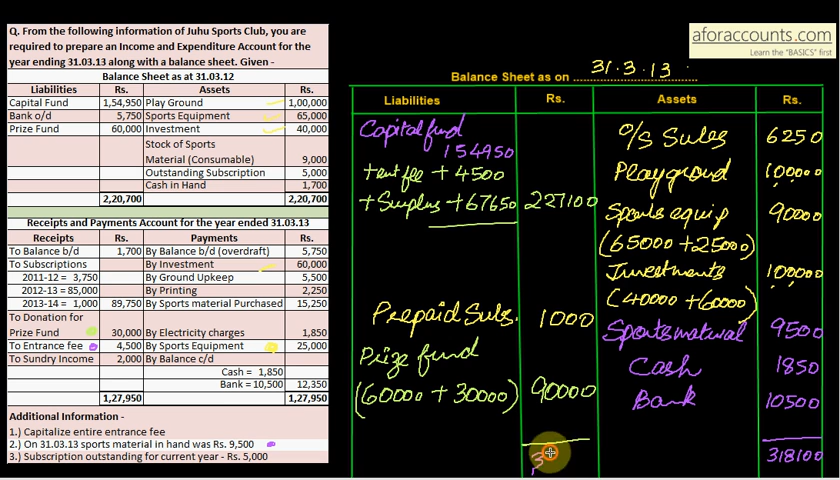 Q. From the following information of Juhu Sports Club, you are
required to prepare an Income and Expenditure Account for the
year ending 31.03.13 along with a balance sheet. Given -
Balance Sheet as at 31.03.12
Liabilities Rs. Assets Rs.
Capital Fund 1,54,950 Play Ground 1,00,000
Bank o/d 5,750 Sports Equipment 65,000
Prize Fund 60,000 Investment 40,000
Stock of Sports
Material (Consumable) 9,000
Outstanding Subscription 5,000
Cash in Hand 1,700
2,20,700 2,20,700
Receipts and Payments Account for the year ended 31.03.13
Receipts Rs. Payments Rs.
To Balance b/d 1,700 By Balance b/d (overdraft) 5,750
To Subscriptions By Investment 60,000
2011-12 = 3,750 By Ground Upkeep 5,500
2012-13 = 85,000 By Printing 2,250
2013-14 = 1,000 89,750 By Sports material Purchased 15,250
To Donation for
Prize Fund 30,000 By Electricity charges 1,850
To Entrance fee 4,500 By Sports Equipment 25,000
To Sundry Income 2,000 By Balance c/d
Cash = 1,850
Bank = 10,500 12,350
1,27,950 1,27,950
Additional Information -
1.) Capitalize entire entrance fee
2.) On 31.03.13 sports material in hand was Rs. 9,500
3.) Subscription outstanding for current year - Rs. 5,000
aforaccounts.com
Learn the "BASICS" first
Balance Sheet as on 31.3.13
Liabilities Rs. Assets Rs.
Capital fund
154950
+ent fee +4500
+Surplus +67650 227100
Prepaid Subs. 1000
Prize fund
(60000 + 30000) 90000
3
O/S Subs 6250
Playground 100000
Sports equip 90000
(65000 + 25000)
Investments 100000
(40000 + 60000)
Sports material 9500
Cash 1850
Bank 10500
318100